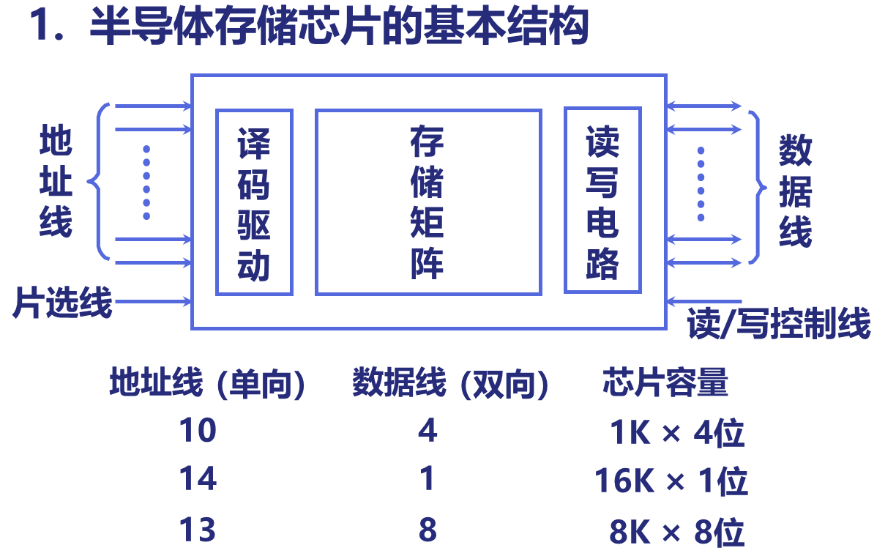 1. 半导体存储芯片的基本结构
地址线
译码驱动
存储矩阵
读写电路
数据线
片选线
读/写控制线
地址线(单向) 数据线(双向) 芯片容量
10 4 1K × 4位
14 1 16K × 1位
13 8 8K × 8位